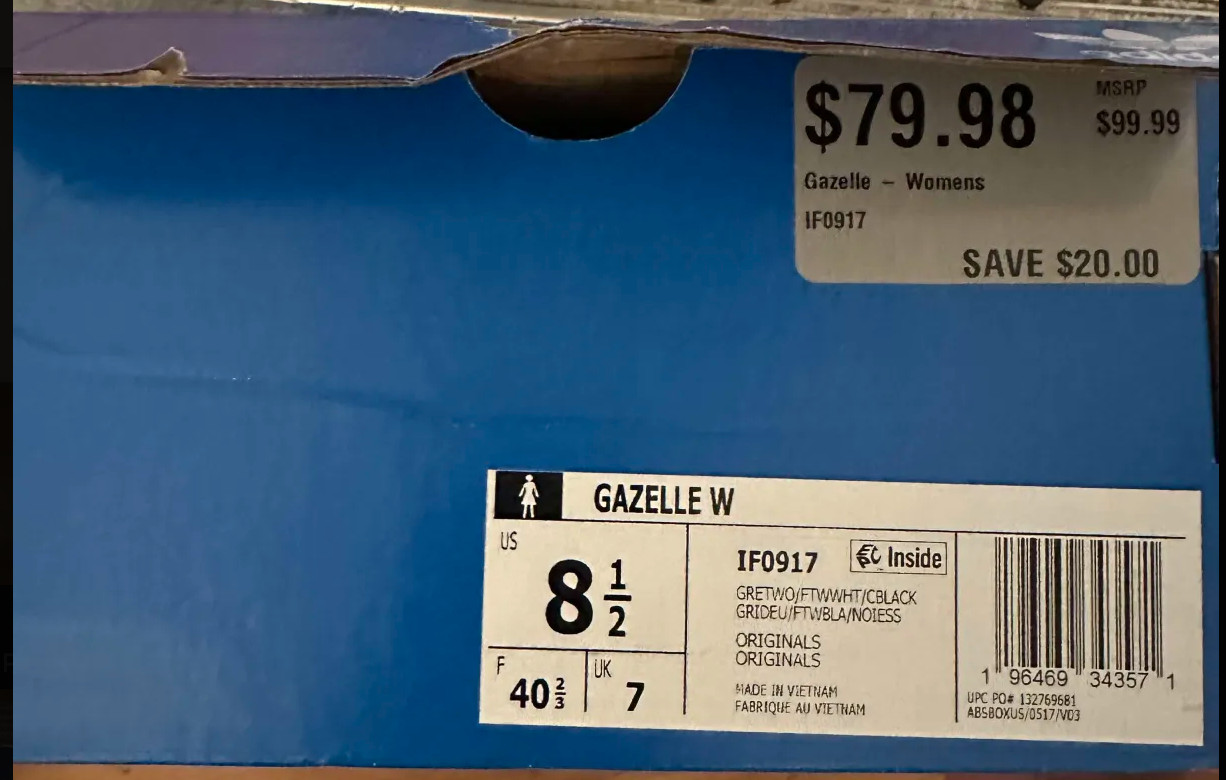 $79.98
MSRP
$99.99
Gazelle - Womens
IF0917
SAVE $20.00
GAZELLE W
US
8 1/2
F
40 2/3
UK
7
IF0917
Inside
GRETWO/FTWWHT/CBLACK
GRIDEU/FTWBLA/NOIESS
ORIGINALS
ORIGINALS
MADE IN VIETNAM
FABRIQUE AU VIETNAM
1 96469 34357 1
UPC PO# 132769681
ABSBOXUS/0517/V03